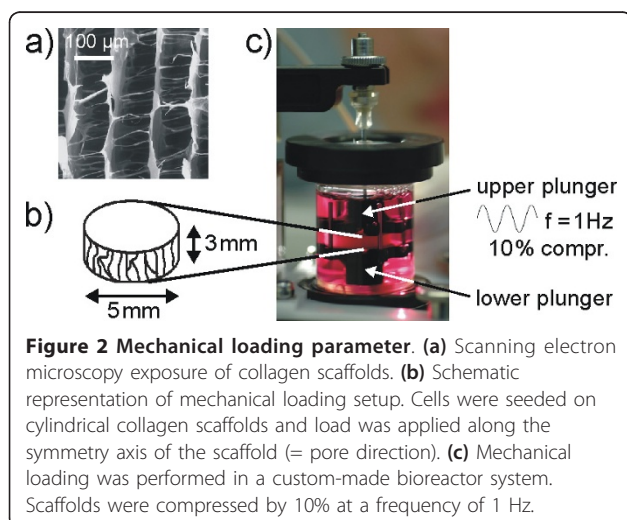 a)
100 µm
c)
b)
3mm
5mm
upper plunger
f = 1Hz
10% compr.
lower plunger
Figure 2 Mechanical loading parameter. (a) Scanning electron
microscopy exposure of collagen scaffolds. (b) Schematic
representation of mechanical loading setup. Cells were seeded on
cylindrical collagen scaffolds and load was applied along the
symmetry axis of the scaffold (= pore direction). (c) Mechanical
loading was performed in a custom-made bioreactor system.
Scaffolds were compressed by 10% at a frequency of 1 Hz.